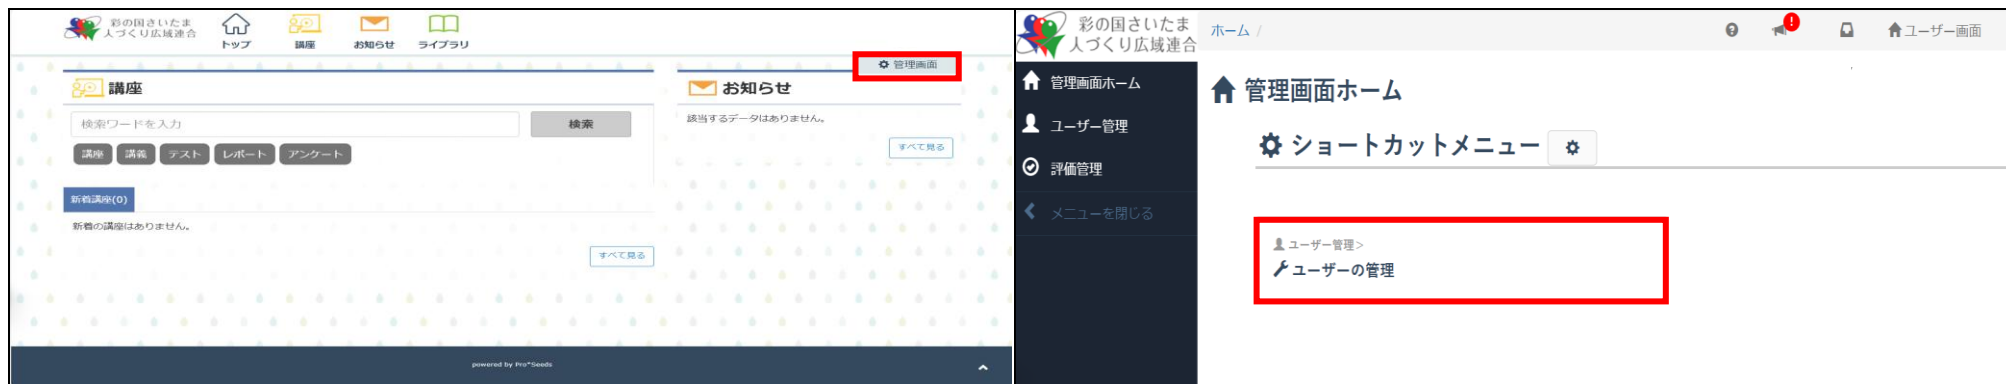 彩の国さいたま
人づくり広域連合
トップ
講座
お知らせ
ライブラリ
管理画面
講座
検索ワードを入力
検索
講座
講義
テスト
レポート
アンケート
新着講座(0)
新着の講座はありません。
すべて見る
お知らせ
該当するデータはありません。
すべて見る
powered by Pro*Seeds
彩の国さいたま
人づくり広域連合
ホーム /
ユーザー画面
管理画面ホーム
ユーザー管理
評価管理
メニューを閉じる
管理画面ホーム
ショートカットメニュー
ユーザー管理>
ユーザーの管理